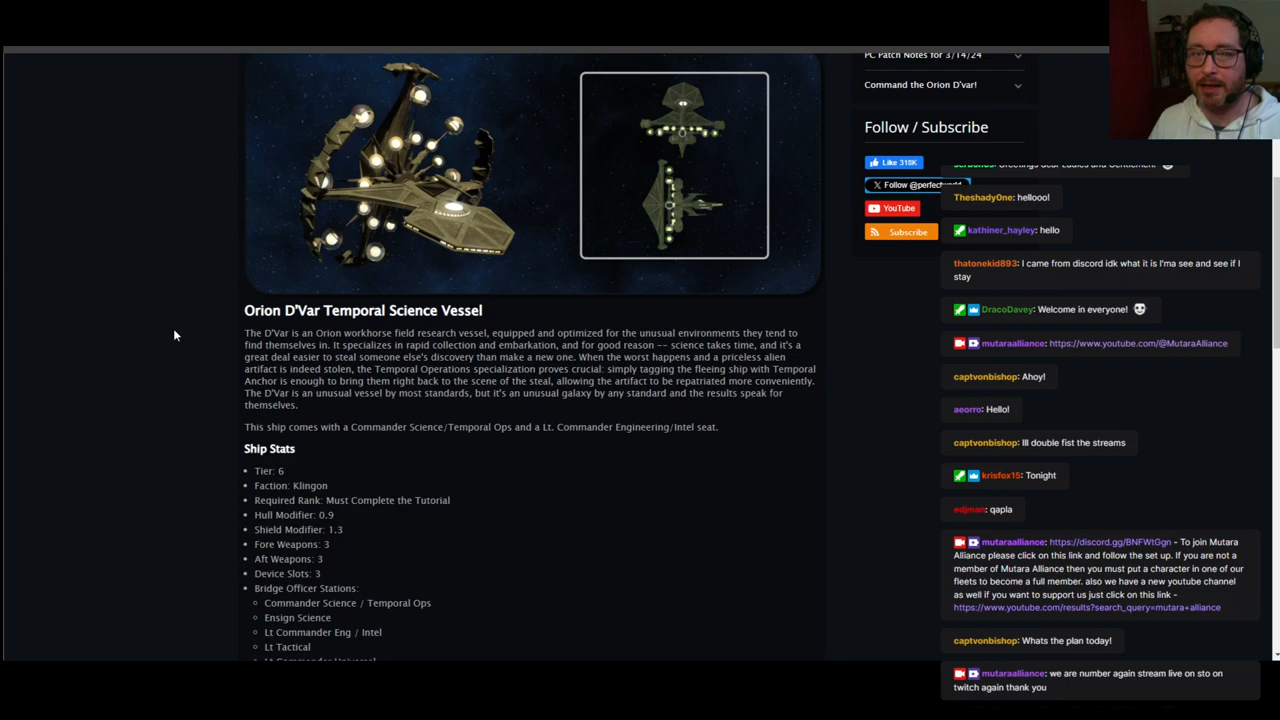 Orion D'Var Temporal Science Vessel
The D'Var is an Orion workhorse field research vessel, equipped and optimized for the unusual environments they tend to
find themselves in. It specializes in rapid collection and embarkation, and for good reason -- science takes time, and it's a
great deal easier to steal someone else's discovery than make a new one. When the worst happens and a priceless alien
artifact is indeed stolen, the Temporal Operations specialization proves crucial: simply tagging the fleeing ship with Temporal
Anchor is enough to bring them right back to the scene of the steal, allowing the artifact to be repatriated more conveniently.
The D'Var is an unusual vessel by most standards, but it's an unusual galaxy by any standard and the results speak for
themselves.
This ship comes with a Commander Science/Temporal Ops and a Lt. Commander Engineering/Intel seat.
Ship Stats
Tier: 6
Faction: Klingon
Required Rank: Must Complete the Tutorial
Hull Modifier: 0.9
Shield Modifier: 1.3
Fore Weapons: 3
Aft Weapons: 3
Device Slots: 3
Bridge Officer Stations:
Commander Science / Temporal Ops
Ensign Science
Lt Commander Eng / Intel
Lt Tactical
Lt Commander Universal
PC Patch Notes for 3/14/24
Command the Orion D'var!
Follow / Subscribe
Like 318K
X Follow @perfectworld
YouTube
Subscribe
Greetings dear Ladies and Gentlemen!
TheshadyOne: hellooo!
kathiner_hayley: hello
thatonekid893: I came from discord idk what it is I'ma see and see if I
stay
DracoDavey: Welcome in everyone!
mutaraalliance: https://www.youtube.com/@MutaraAlliance
captvonbishop: Ahoy!
aeorro: Hello!
captvonbishop: Ill double fist the streams
krisfox15: Tonight
edjman: qapla
mutaraalliance: https://discord.gg/BNFWtGgn - To join Mutara
Alliance please click on this link and follow the set up. If you are not a
member of Mutara Alliance then you must put a character in one of our
fleets to become a full member. also we have a new youtube channel
as well if you want to support us just click on this link -
https://www.youtube.com/results?search_query=mutara+alliance
captvonbishop: Whats the plan today!
mutaraalliance: we are number again stream live on sto on
twitch again thank you